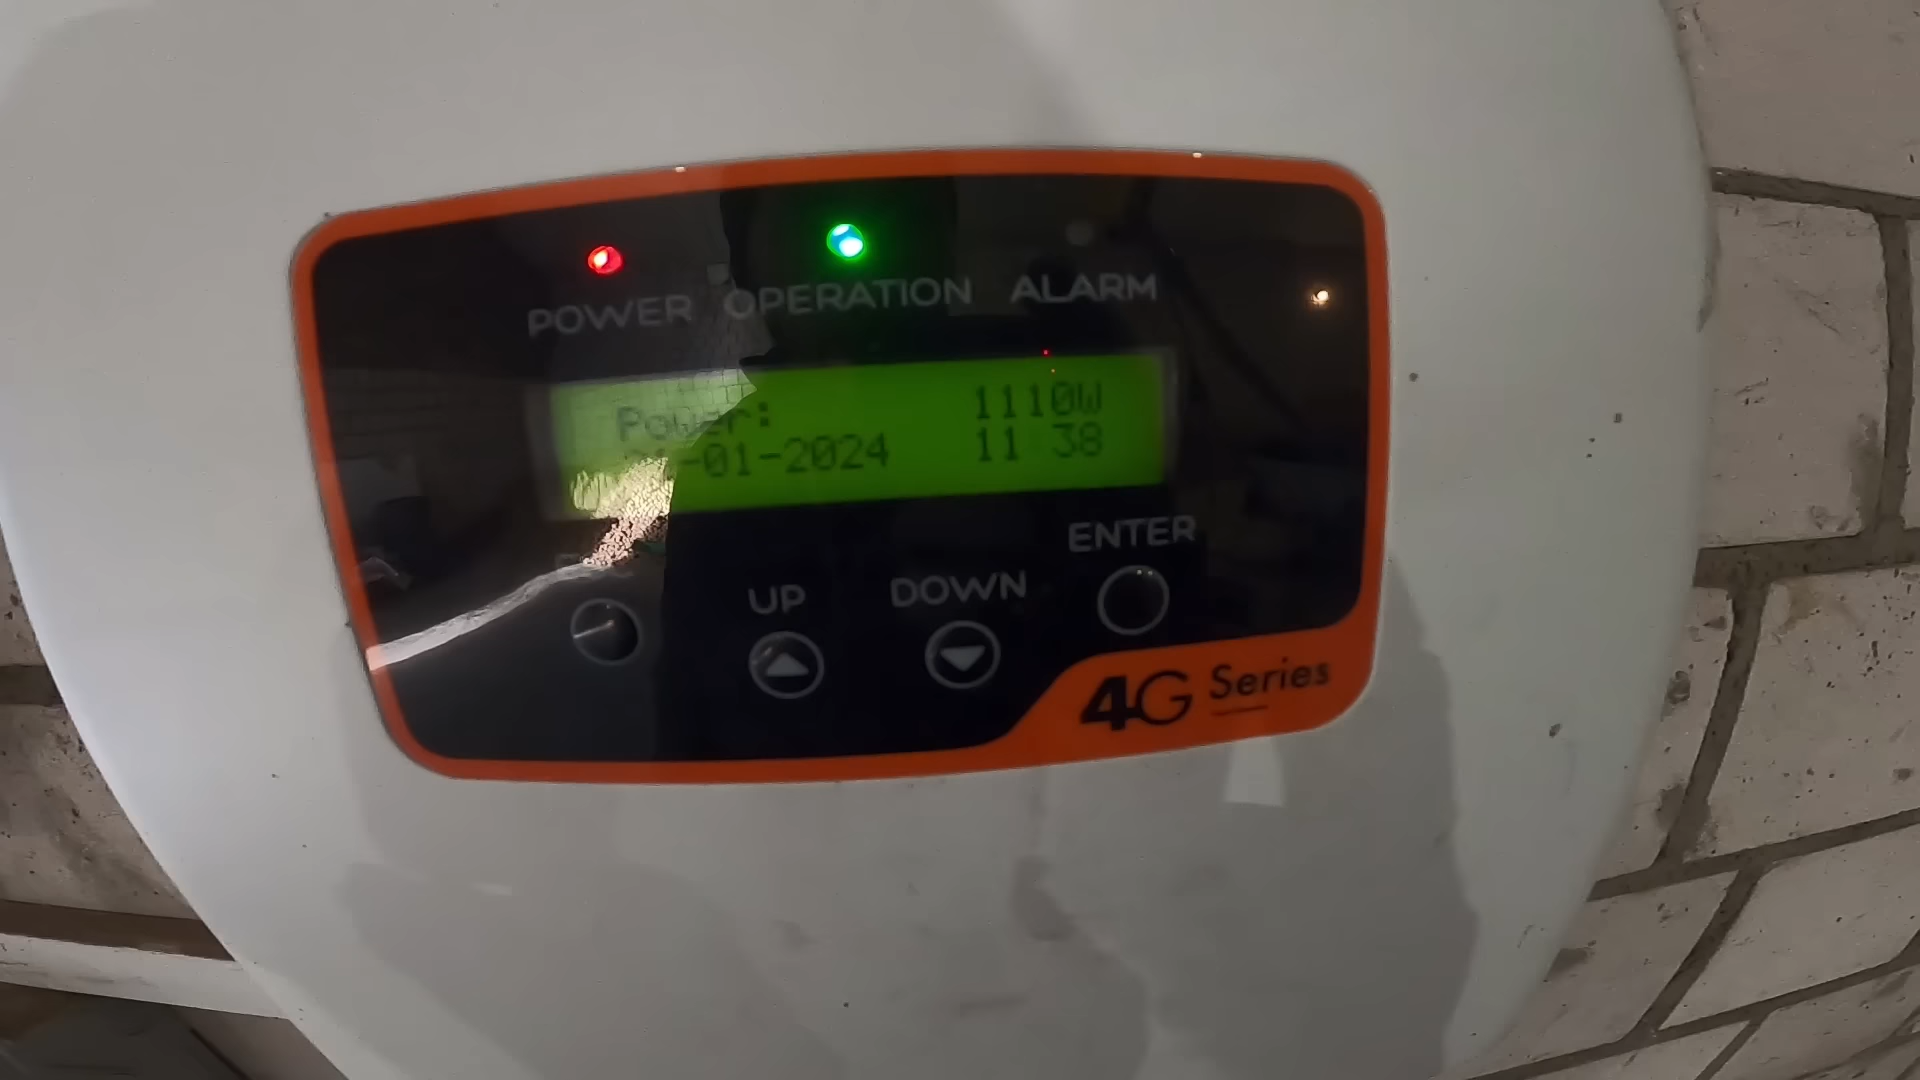 POWER OPERATION ALARM
Power: 1110W
-01-2024 11:38
ENTER
UP DOWN
4G Series